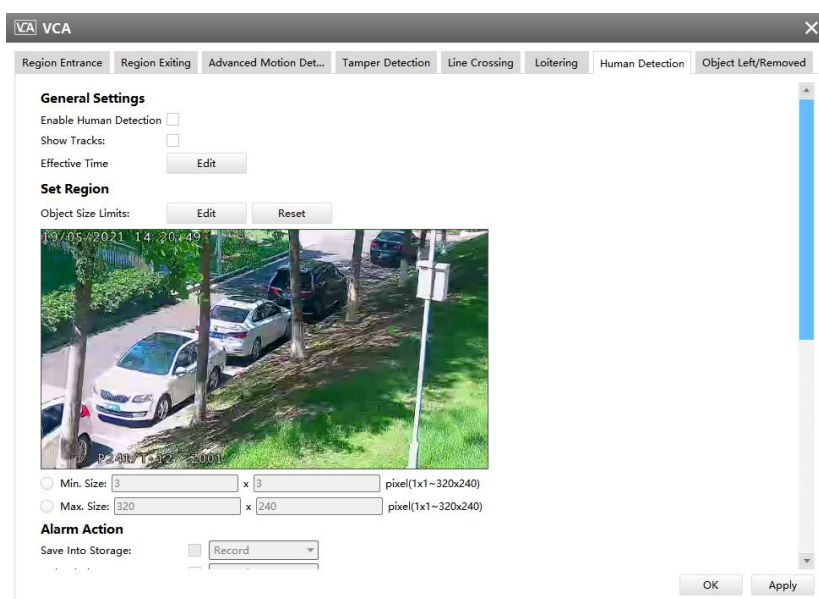 VCA VCA
Region Entrance Region Exiting Advanced Motion Det... Tamper Detection Line Crossing Loitering Human Detection Object Left/Removed
General Settings
Enable Human Detection
Show Tracks:
Effective Time Edit
Set Region
Object Size Limits: Edit Reset
19/05/2021 14:20:49
Min. Size: 3 x 3 pixel(1x1~320x240)
Max. Size: 320 x 240 pixel(1x1~320x240)
Alarm Action
Save Into Storage: Record
OK Apply